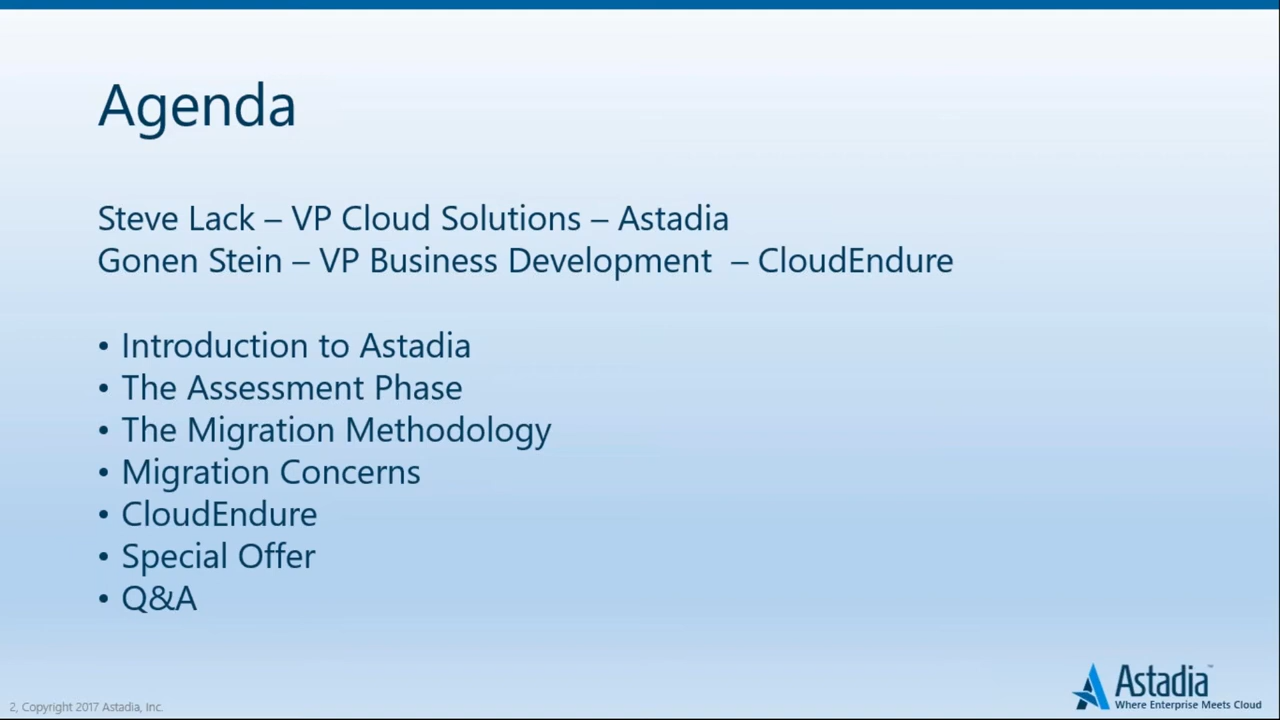 Agenda
Steve Lack – VP Cloud Solutions – Astadia
Gonen Stein – VP Business Development – CloudEndure
• Introduction to Astadia
• The Assessment Phase
• The Migration Methodology
• Migration Concerns
• CloudEndure
• Special Offer
• Q&A
Astadia™
Where Enterprise Meets Cloud
2, Copyright 2017 Astadia, Inc.